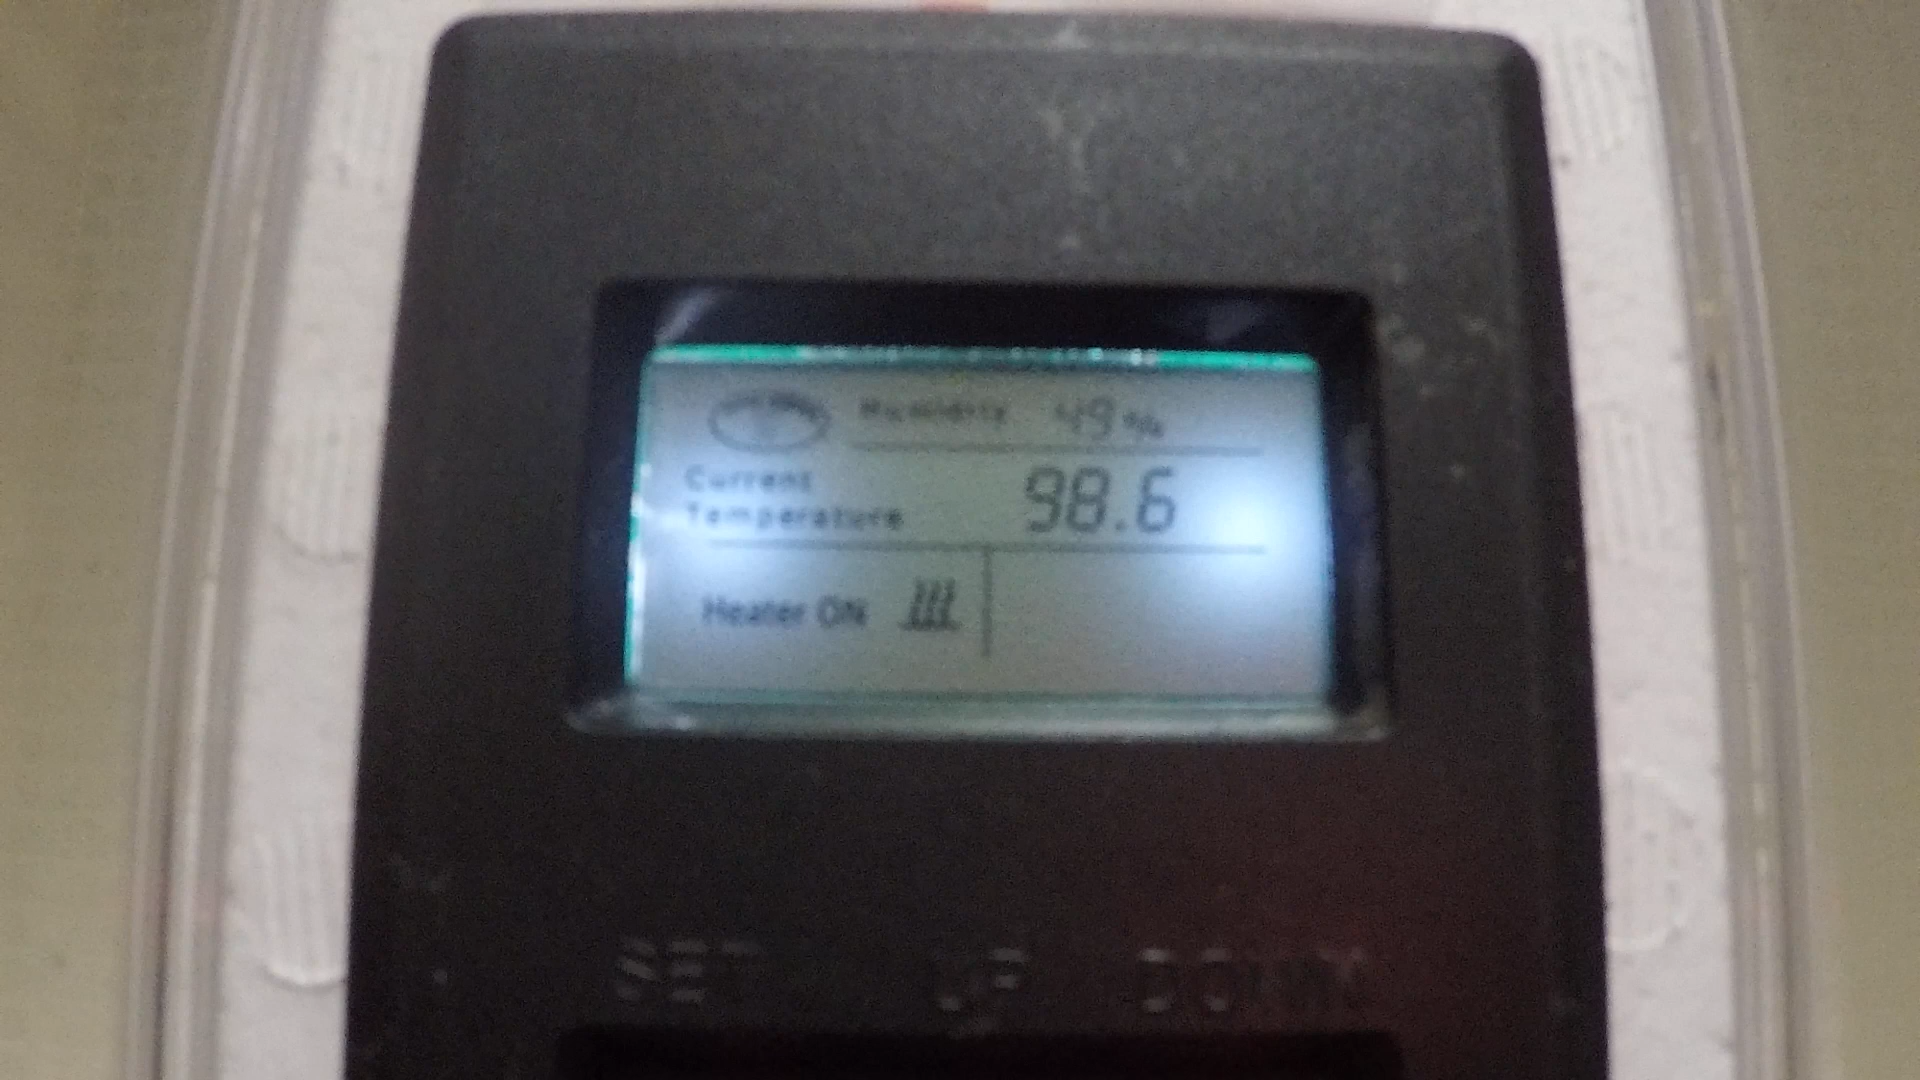 Humidity 49%
Current
Temperature 98.6
Heater ON
SET UP DOWN